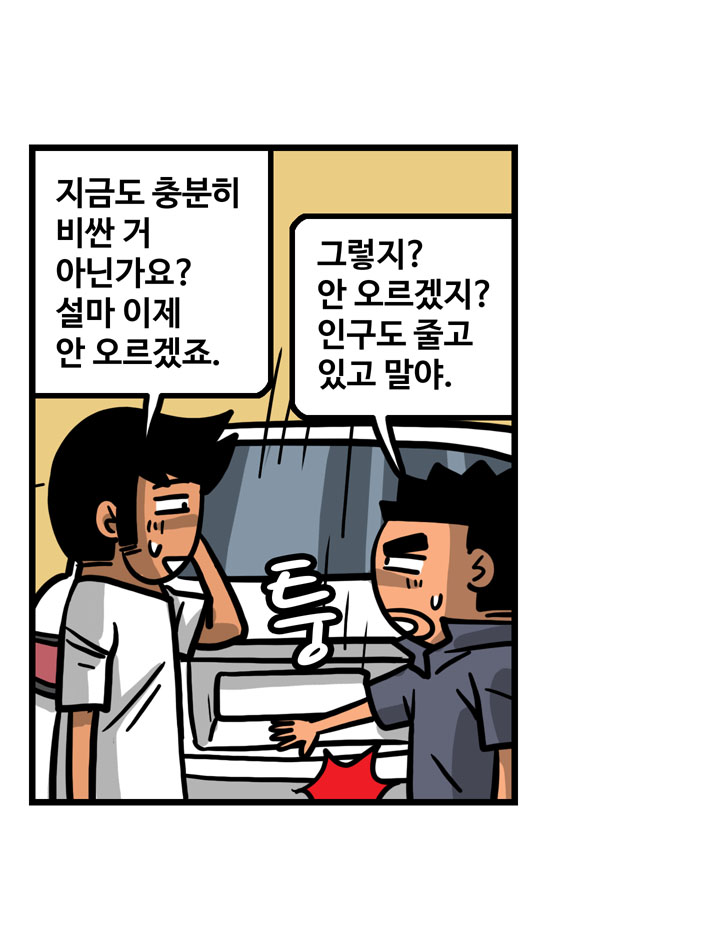 지금도 충분히
비싼 거
아닌가요?
설마 이제
안 오르겠죠.
그렇지?
안 오르겠지?
인구도 줄고
있고 말야.
퉁